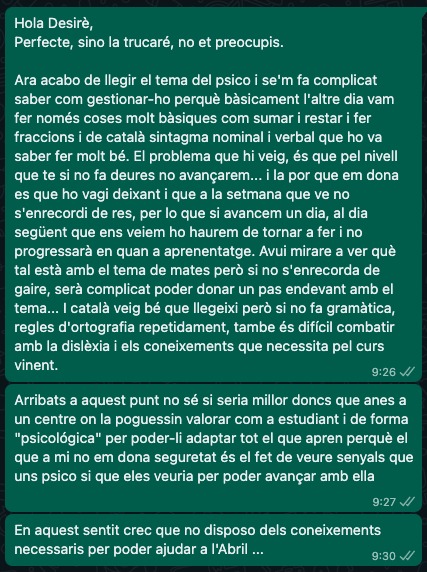 Hola Desirè,
Perfecte, sino la trucaré, no et preocupis.
Ara acabo de llegir el tema del psico i se'm fa complicat
saber com gestionar-ho perquè bàsicament l'altre dia vam
fer només coses molt bàsiques com sumar i restar i fer
fraccions i de català sintagma nominal i verbal que ho va
saber fer molt bé. El problema que hi veig, és que pel nivell
que te si no fa deures no avançarem... i la por que em dona
es que ho vagi deixant i que a la setmana que ve no
s'enrecordi de res, per lo que si avancem un dia, al dia
següent que ens veiem ho haurem de tornar a fer i no
progressarà en quan a aprenentatge. Avui mirare a ver què
tal està amb el tema de mates però si no s'enrecorda de
gaire, serà complicat poder donar un pas endevant amb el
tema... I català veig bé que llegeixi però si no fa gramàtica,
regles d'ortografia repetidament, tambe és difícil combatir
amb la dislèxia i els coneixements que necessita pel curs
vinent.
9:26
Arribats a aquest punt no sé si seria millor doncs que anes a
un centre on la poguessin valorar com a estudiant i de forma
"psicológica" per poder-li adaptar tot el que apren perquè el
que a mi no em dona seguretat és el fet de veure senyals que
uns psico si que eles veuria per poder avançar amb ella
9:27
En aquest sentit crec que no disposo dels coneixements
necessaris per poder ajudar a l'Abril ...
9:30